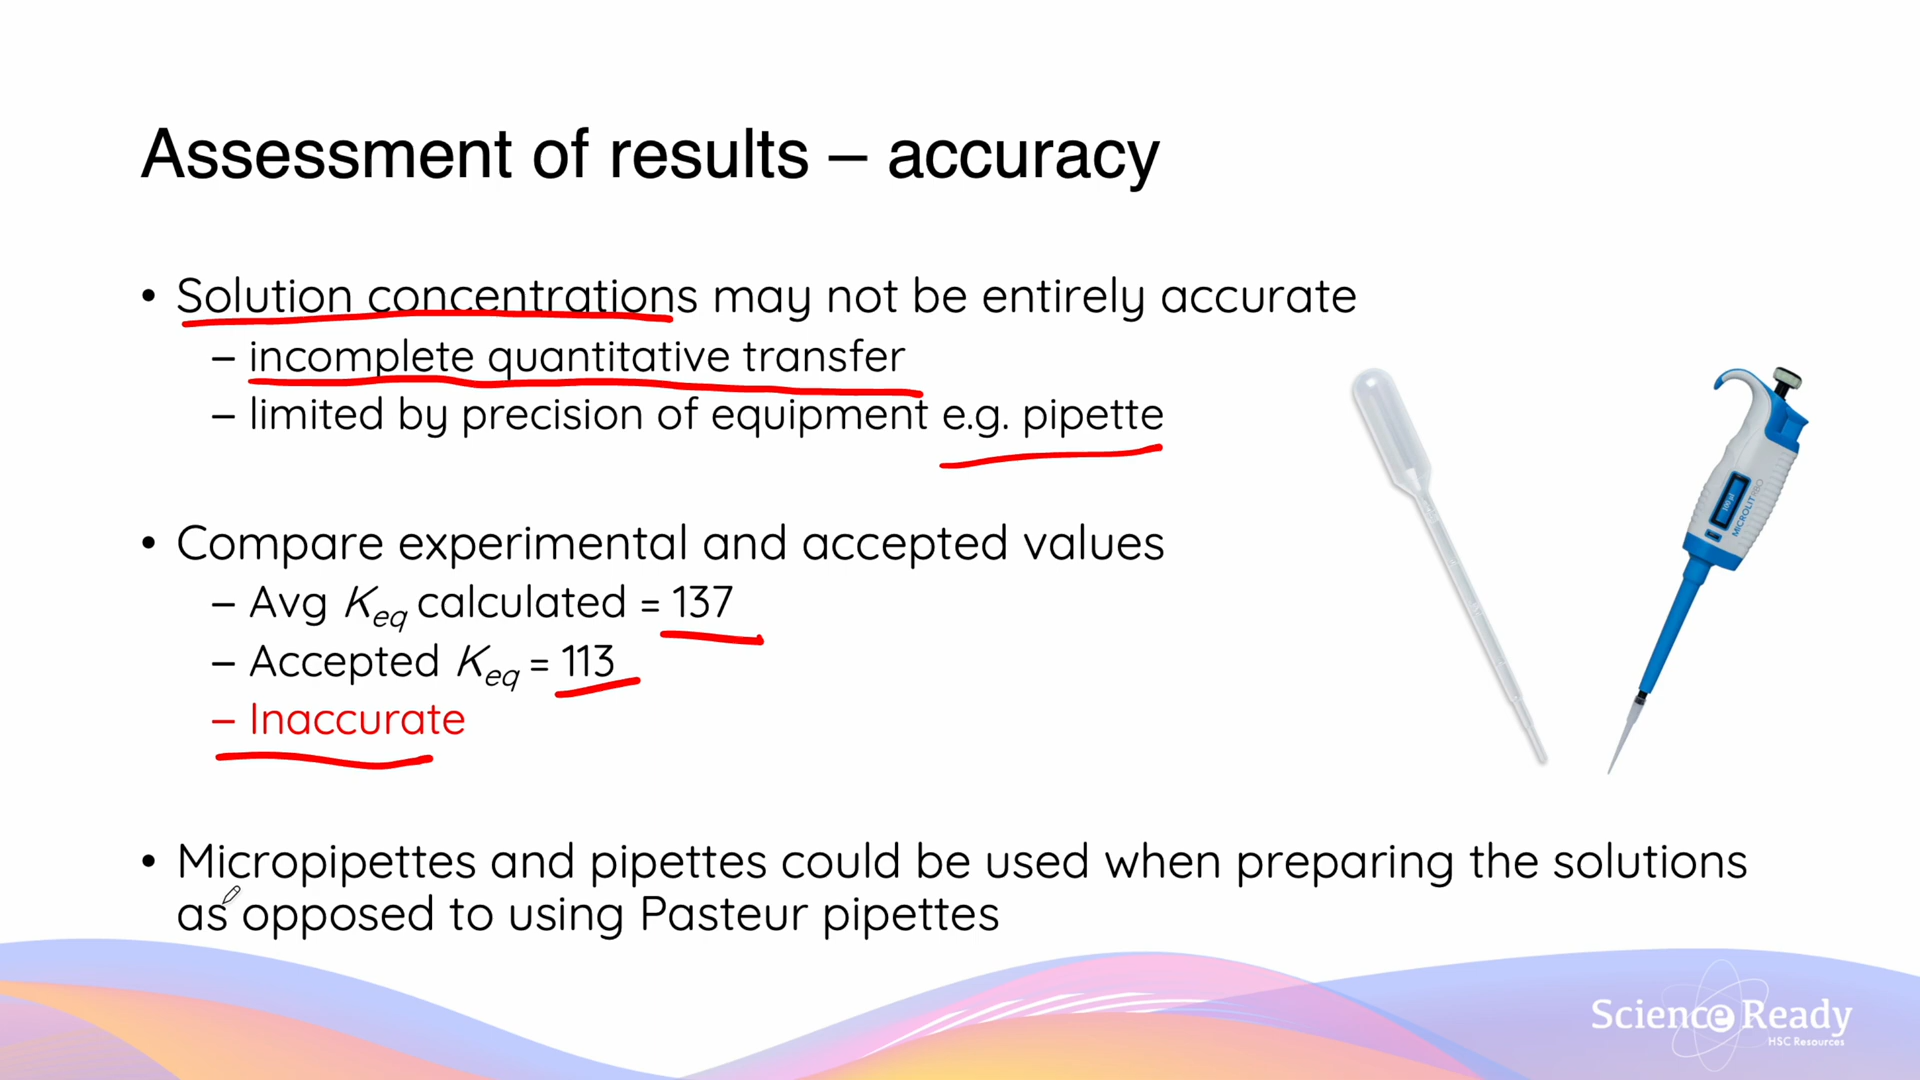 Assessment of results – accuracy
• Solution concentrations may not be entirely accurate
– incomplete quantitative transfer
– limited by precision of equipment e.g. pipette
• Compare experimental and accepted values
– Avg Keq calculated = 137
– Accepted Keq = 113
– Inaccurate
• Micropipettes and pipettes could be used when preparing the solutions
as opposed to using Pasteur pipettes
MICROLIT
Science Ready
HSC Resources